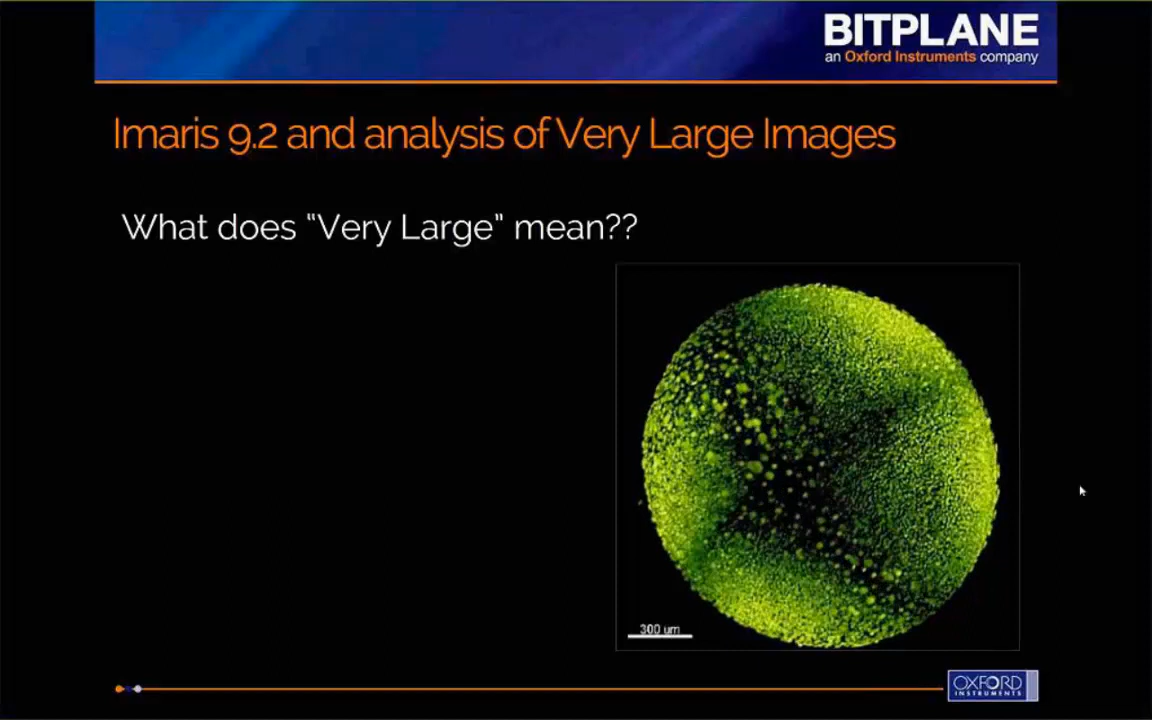 BITPLANE
an Oxford Instruments company
Imaris 9.2 and analysis of Very Large Images
What does “Very Large” mean??
300 um
OXFORD
INSTRUMENTS